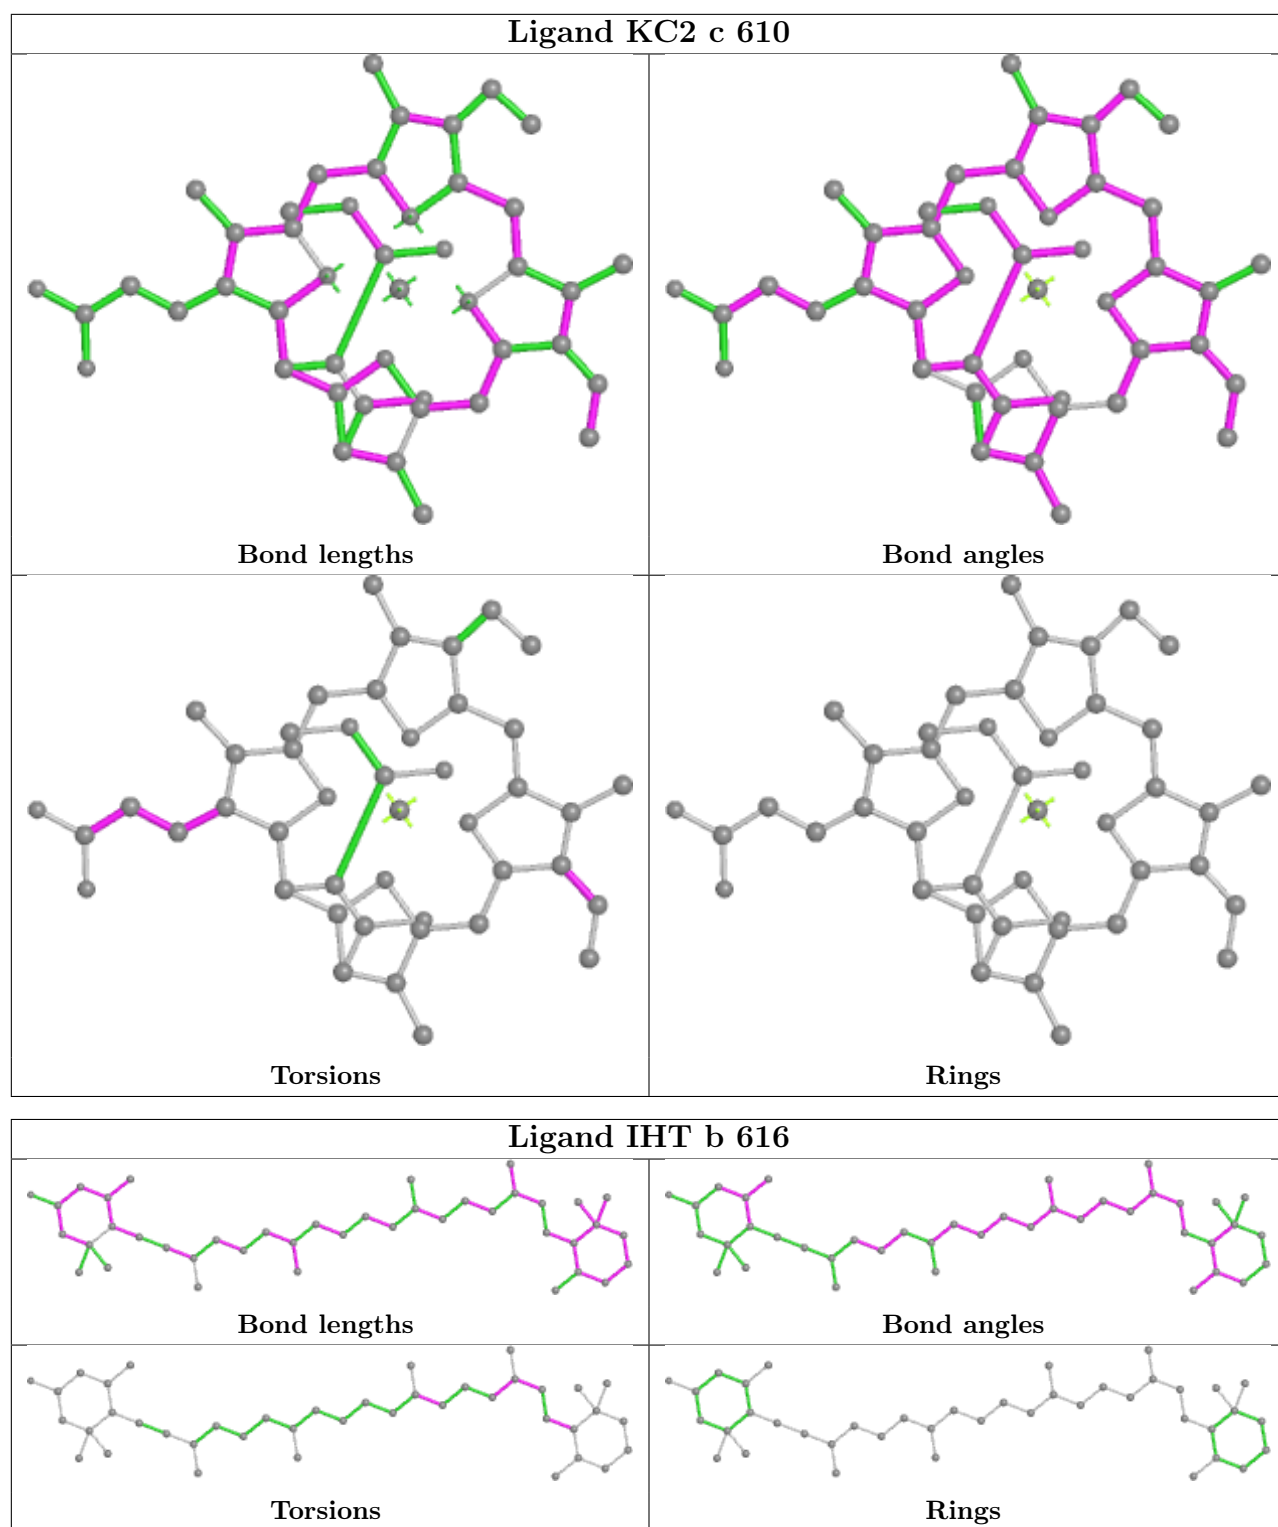 Ligand KC2 c 610
Bond lengths
Bond angles
Torsions
Rings
Ligand IHT b 616
Bond lengths
Bond angles
Torsions
Rings